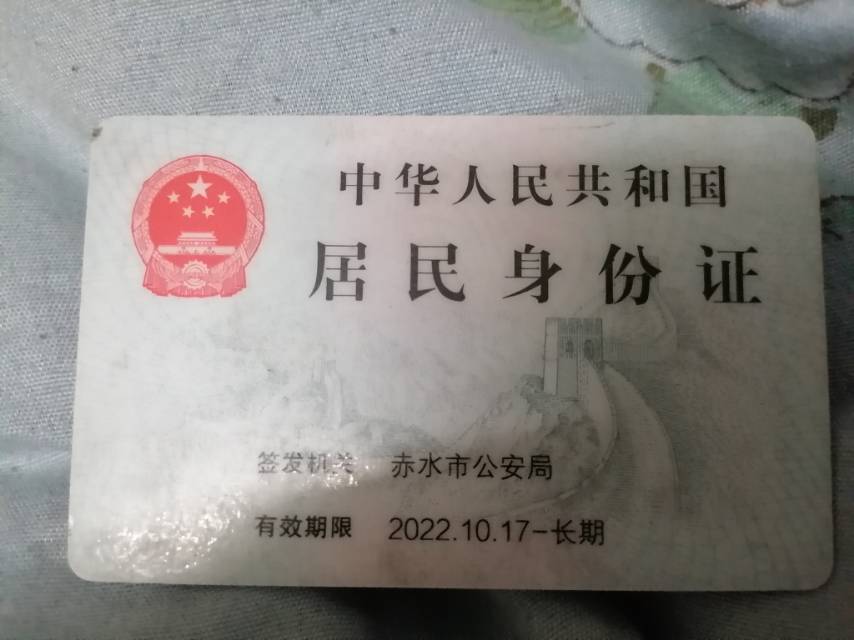 中华人民共和国
居民身份证
签发机关 赤水市公安局
有效期限 2022.10.17-长期